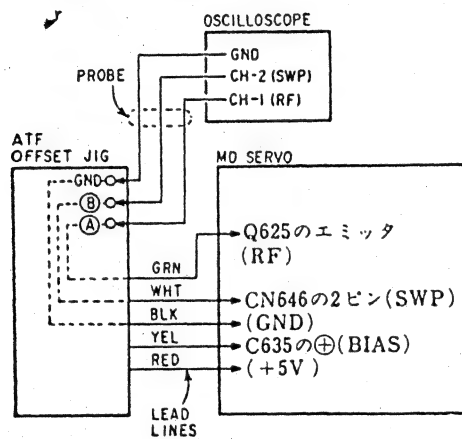 OSCILLOSCOPE
GND
CH-2 (SWP)
CH-1 (RF)
PROBE
ATF
OFFSET JIG
GND
B
A
MD SERVO
GRN
WHT
BLK
YEL
RED
Q625のエミッタ
(RF)
CN646の2ピン(SWP)
(GND)
C635の⊕(BIAS)
(+5V)
LEAD
LINES